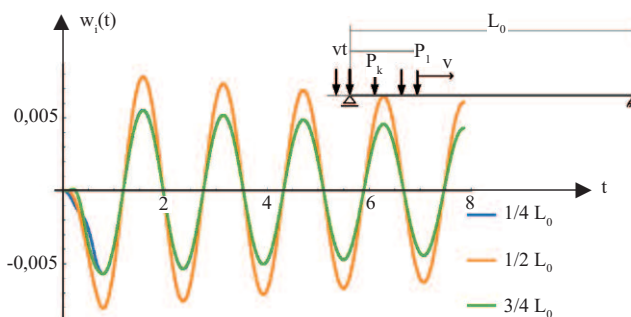 wᵢ(t)
L₀
vt
P₁
Pₖ
v
0,005
t
2
4
6
8
1/4 L₀
-0,005
1/2 L₀
3/4 L₀